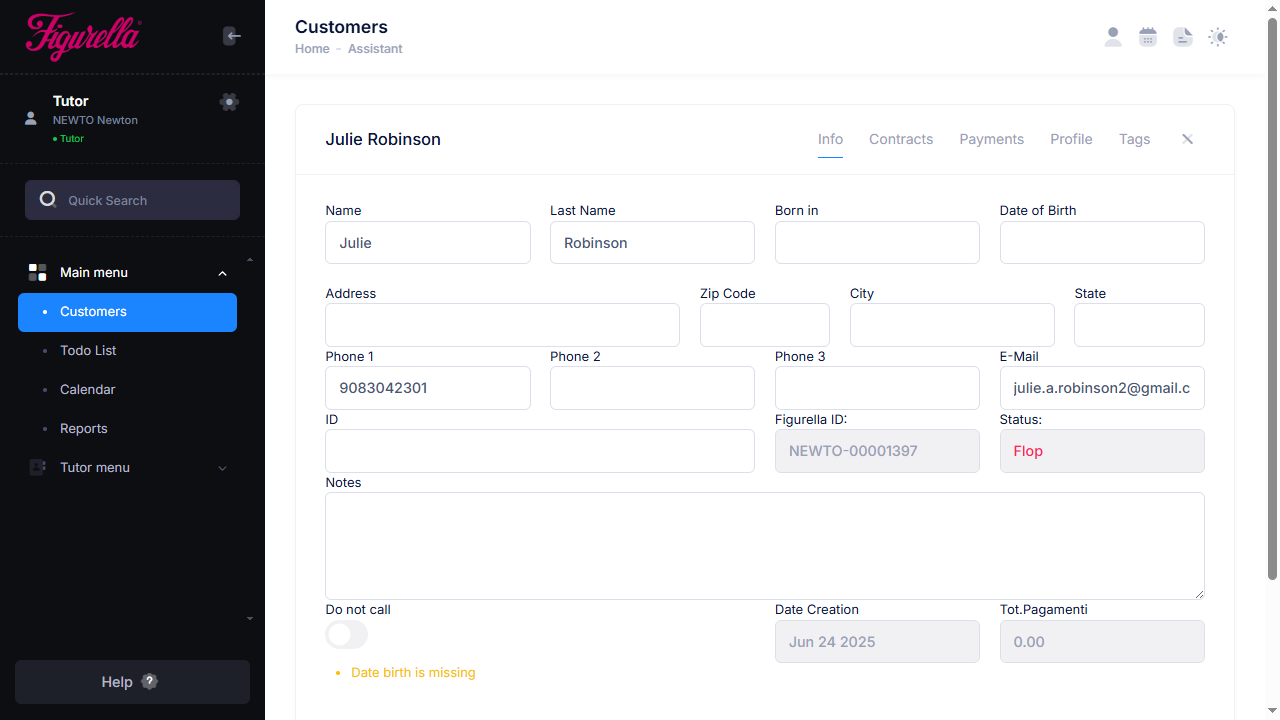 Figurella
Customers
Home - Assistant
Tutor
NEWTO Newton
Tutor
Quick Search
Main menu
Customers
Todo List
Calendar
Reports
Tutor menu
Help ?
Julie Robinson
Info Contracts Payments Profile Tags
Name Last Name Born in Date of Birth
Julie Robinson
Address Zip Code City State
Phone 1 Phone 2 Phone 3 E-Mail
9083042301 julie.a.robinson2@gmail.c
ID Figurella ID: Status:
NEWTO-00001397 Flop
Notes
Do not call Date Creation Tot.Pagamenti
Jun 24 2025 0.00
Date birth is missing